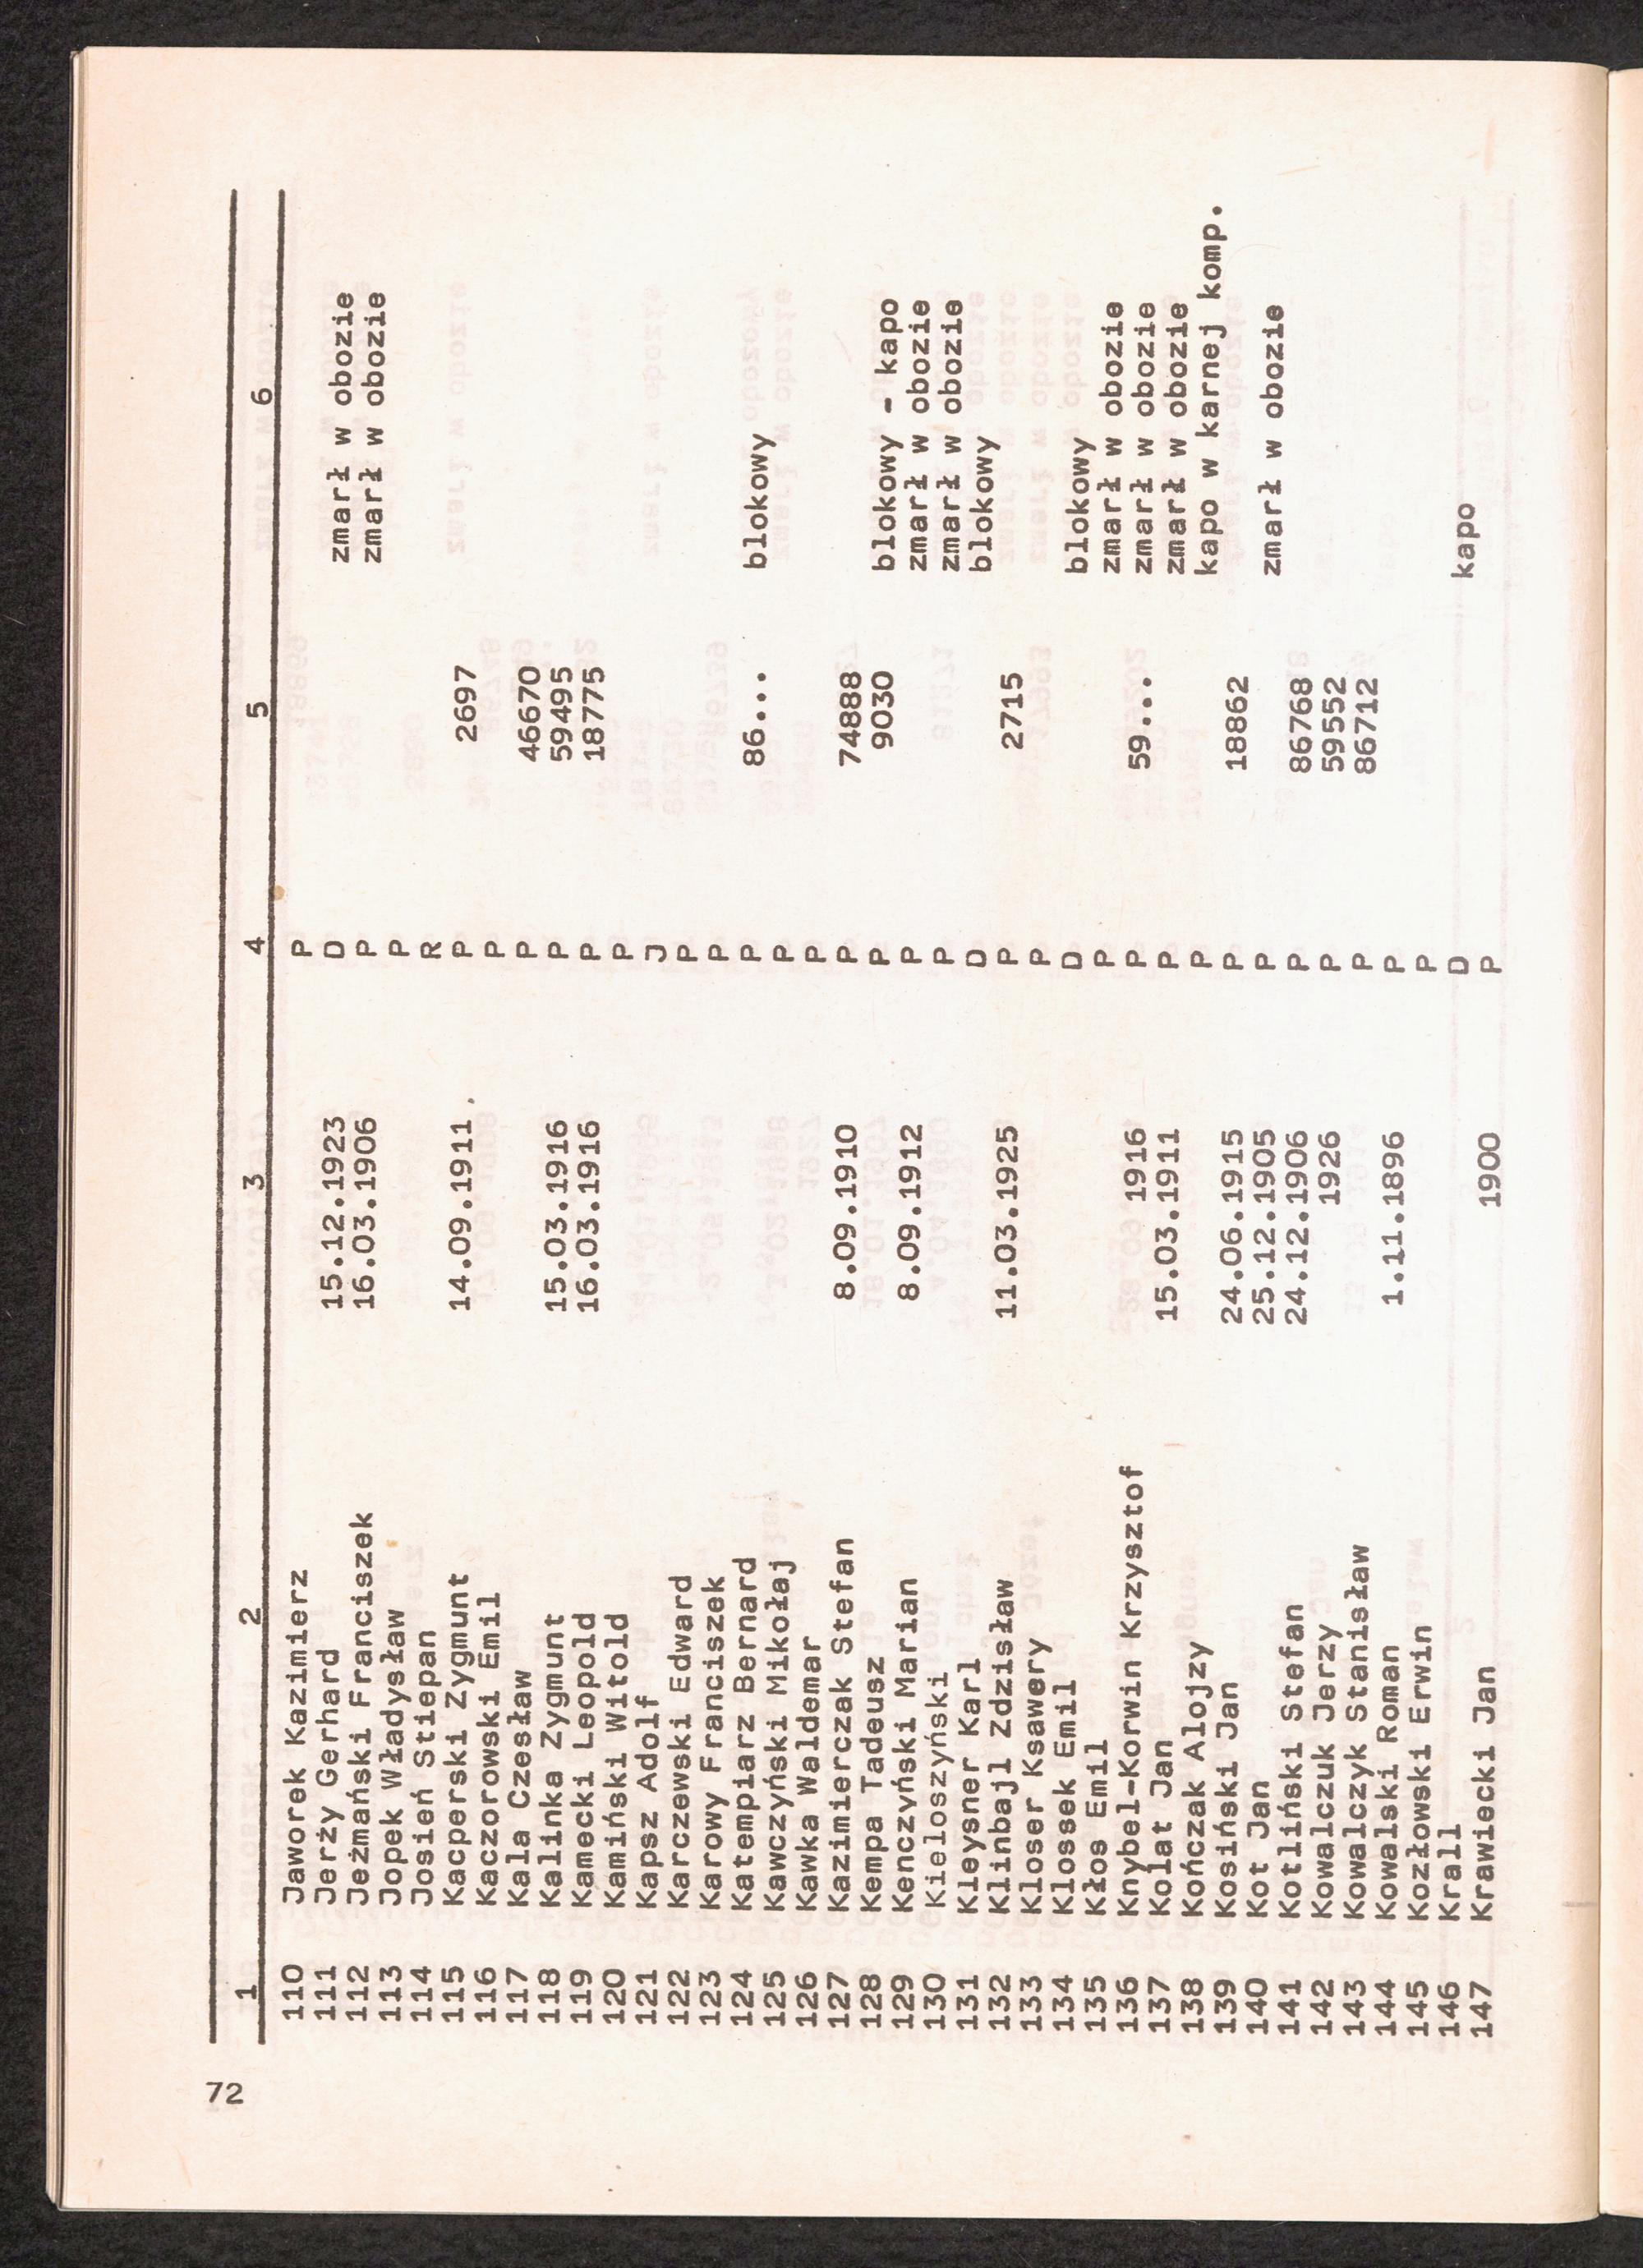 72
1 2 3 4 5 6
110 Jaworek Kazimierz P
111 Jerży Gerhard 15.12.1923 D zmarł w obozie
112 Jeżmański Franciszek 16.03.1906 P zmarł w obozie
113 Jopek Władysław P
114 Josień Stiepan R
115 Kacperski Zygmunt 14.09.1911 P 2697
116 Kaczorowski Emil P
117 Kala Czesław P 46670
118 Kalinka Zygmunt 15.03.1916 P 59495
119 Kamecki Leopold 16.03.1916 P 18775
120 Kamiński Witold P
121 Kapsz Adolf J
122 Karczewski Edward P
123 Karowy Franciszek P
124 Katempiarz Bernard P 86... blokowy
125 Kawczyński Mikołaj P
126 Kawka Waldemar P
127 Kazimierczak Stefan 8.09.1910 P 74888
128 Kempa Tadeusz P 9030 blokowy - kapo
129 Kenczyński Marian 8.09.1912 P zmarł w obozie
130 Kieloszyński P zmarł w obozie
131 Kleysner Karl D blokowy
132 Klinbajl Zdzisław 11.03.1925 P 2715
133 Kloser Ksawery P
134 Klossek Emil D blokowy
135 Kłos Emil P zmarł w obozie
136 Knybel-Korwin Krzysztof 1916 P 59... zmarł w obozie
137 Kolat Jan 15.03.1911 P zmarł w obozie
138 Kończak Alojzy P kapo w karnej komp.
139 Kosiński Jan 24.06.1915 P 18862
140 Kot Jan 25.12.1905 P zmarł w obozie
141 Kotliński Stefan 24.12.1906 P 86768
142 Kowalczuk Jerzy 1926 P 59552
143 Kowalczyk Stanisław P 86712
144 Kowalski Roman 1.11.1896 P
145 Kozłowski Erwin P
146 Krall D kapo
147 Krawiecki Jan 1900 P